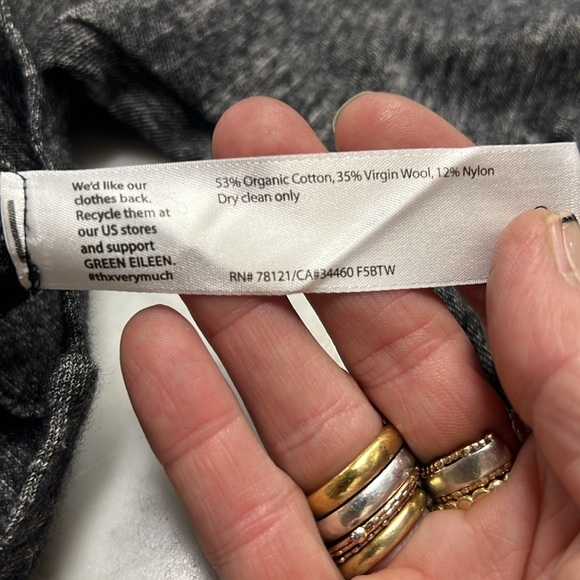 We'd like our
clothes back.
Recycle them at
our US stores
and support
GREEN EILEEN.
#thxverymuch
53% Organic Cotton, 35% Virgin Wool, 12% Nylon
Dry clean only
RN# 78121/CA#34460 F5BTW